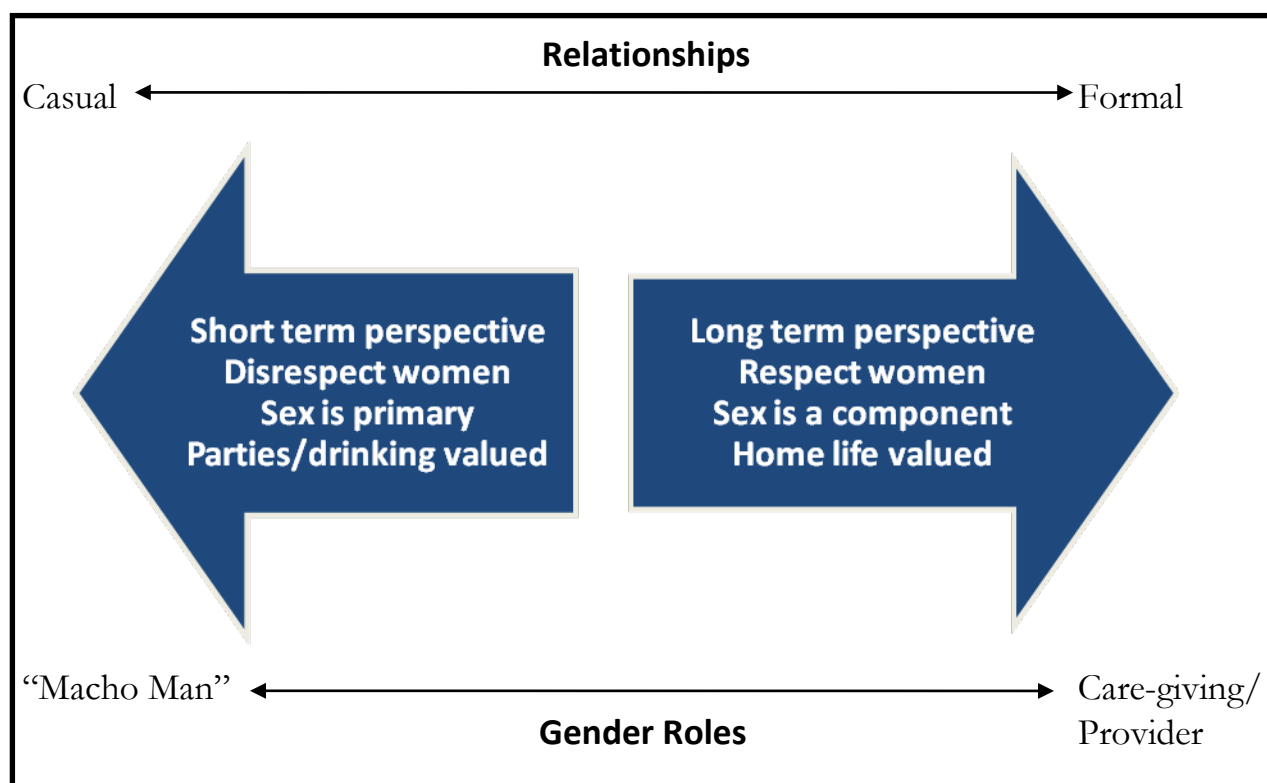 Relationships
Casual
Formal
Short term perspective
Disrespect women
Sex is primary
Parties/drinking valued
Long term perspective
Respect women
Sex is a component
Home life valued
“Macho Man”
Care-giving/
Provider
Gender Roles